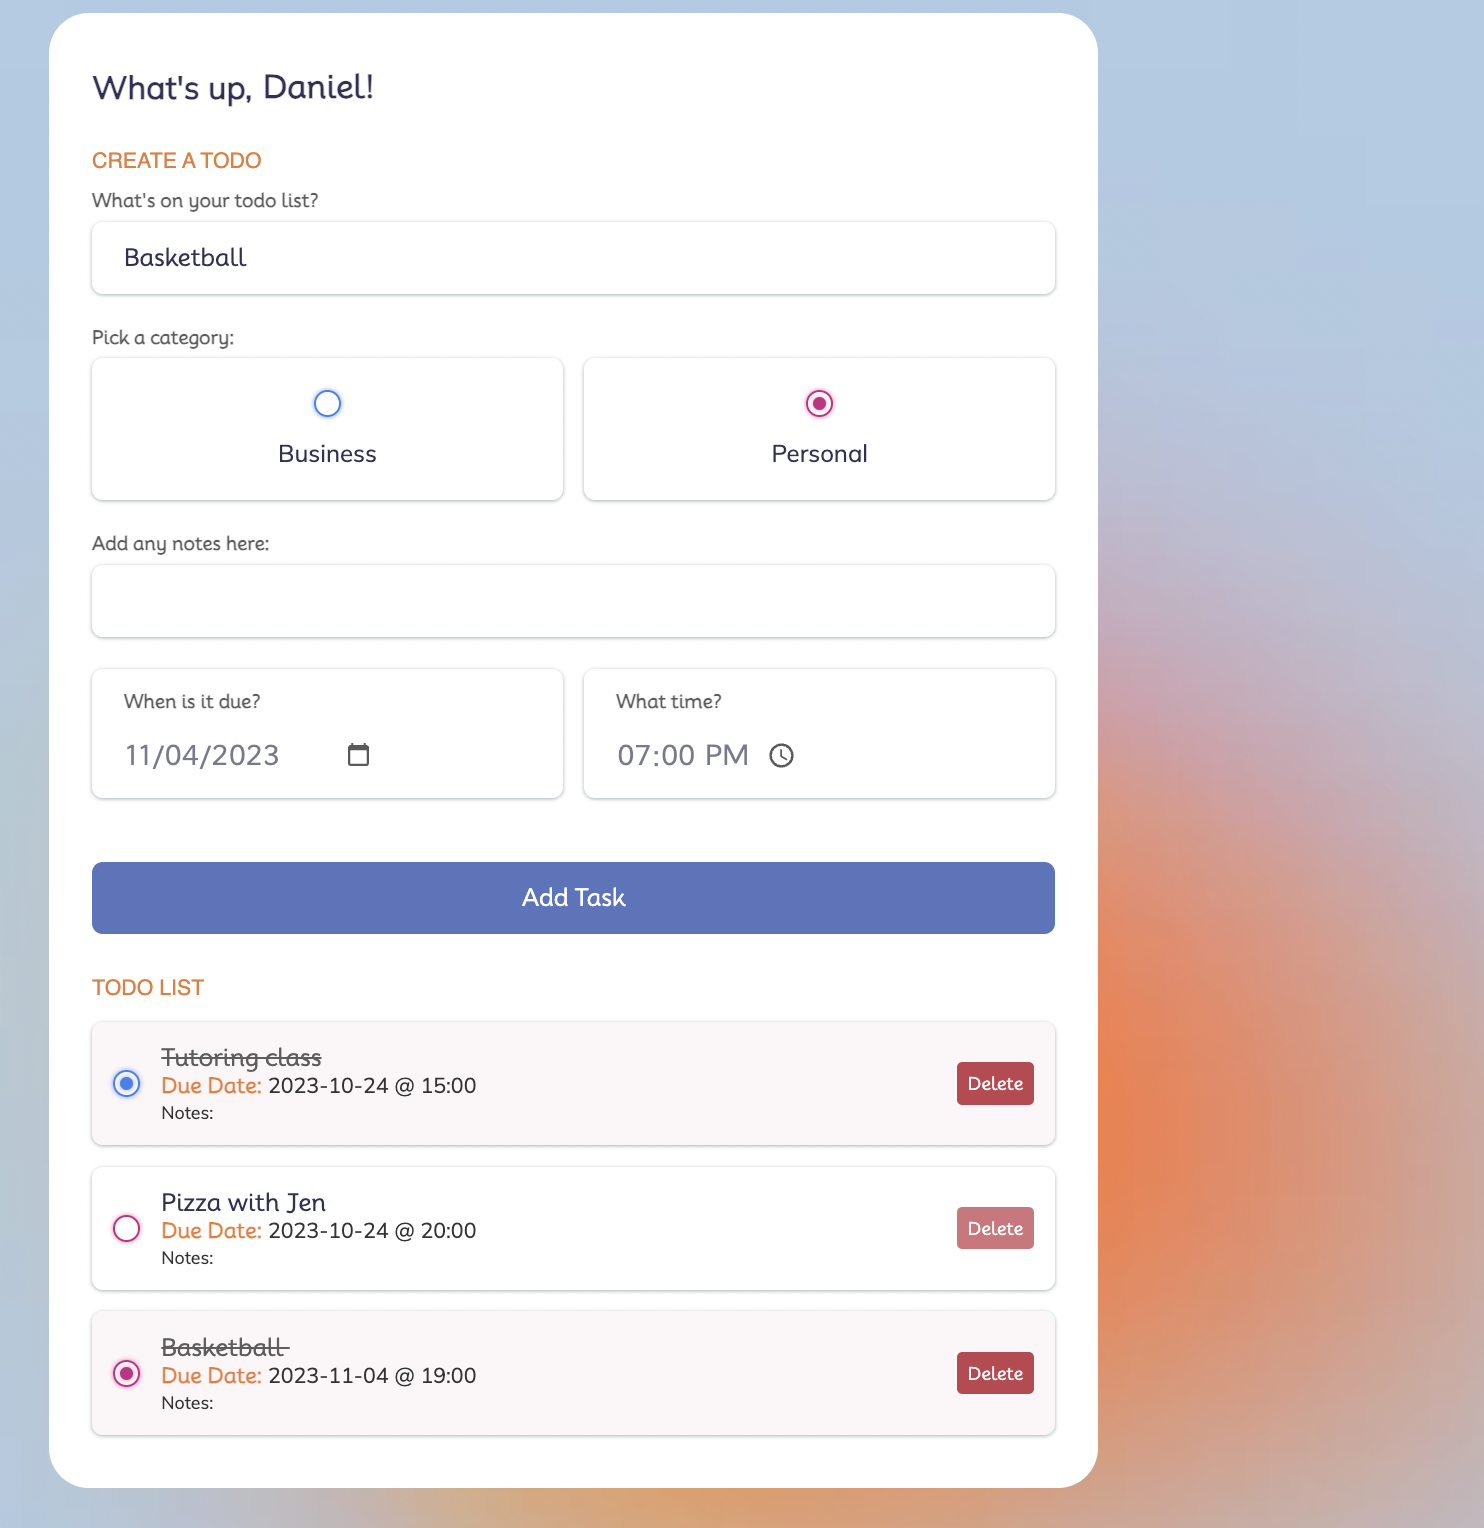 What's up, Daniel!
CREATE A TODO
What's on your todo list?
Basketball
Pick a category:
Business
Personal
Add any notes here:
When is it due?
What time?
11/04/2023
07:00 PM
Add Task
TODO LIST
Tutoring class
Due Date: 2023-10-24 @ 15:00
Notes:
Delete
Pizza with Jen
Due Date: 2023-10-24 @ 20:00
Notes:
Delete
Basketball
Due Date: 2023-11-04 @ 19:00
Notes:
Delete